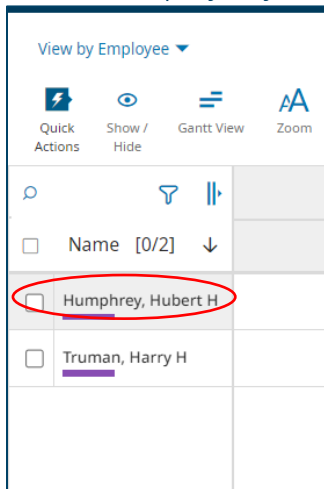 View by Employee
Quick Actions
Show / Hide
Gantt View
Zoom
Name [0/2]
Humphrey, Hubert H
Truman, Harry H